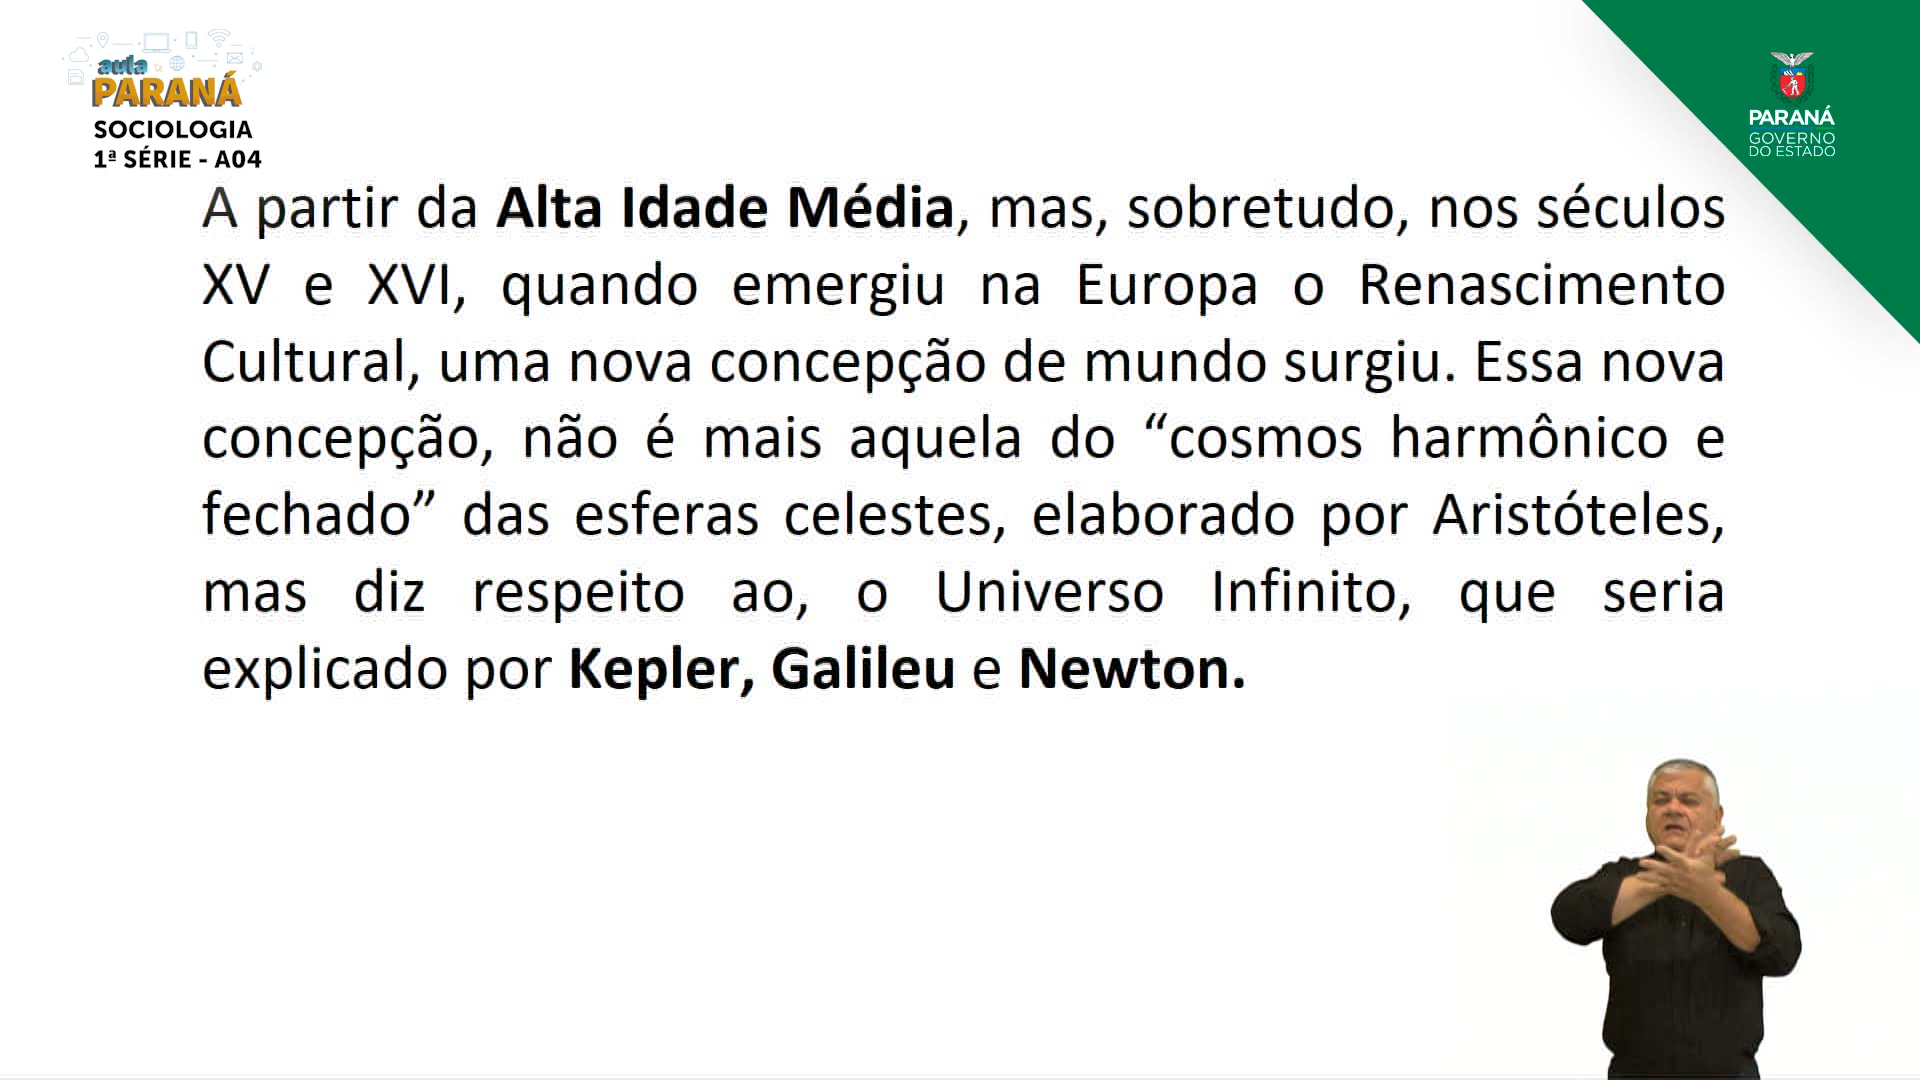 aula
PARANÁ
SOCIOLOGIA
1ª SÉRIE - A04
PARANÁ
GOVERNO
DO ESTADO
A partir da Alta Idade Média, mas, sobretudo, nos séculos
XV e XVI, quando emergiu na Europa o Renascimento
Cultural, uma nova concepção de mundo surgiu. Essa nova
concepção, não é mais aquela do “cosmos harmônico e
fechado” das esferas celestes, elaborado por Aristóteles,
mas diz respeito ao, o Universo Infinito, que seria
explicado por Kepler, Galileu e Newton.